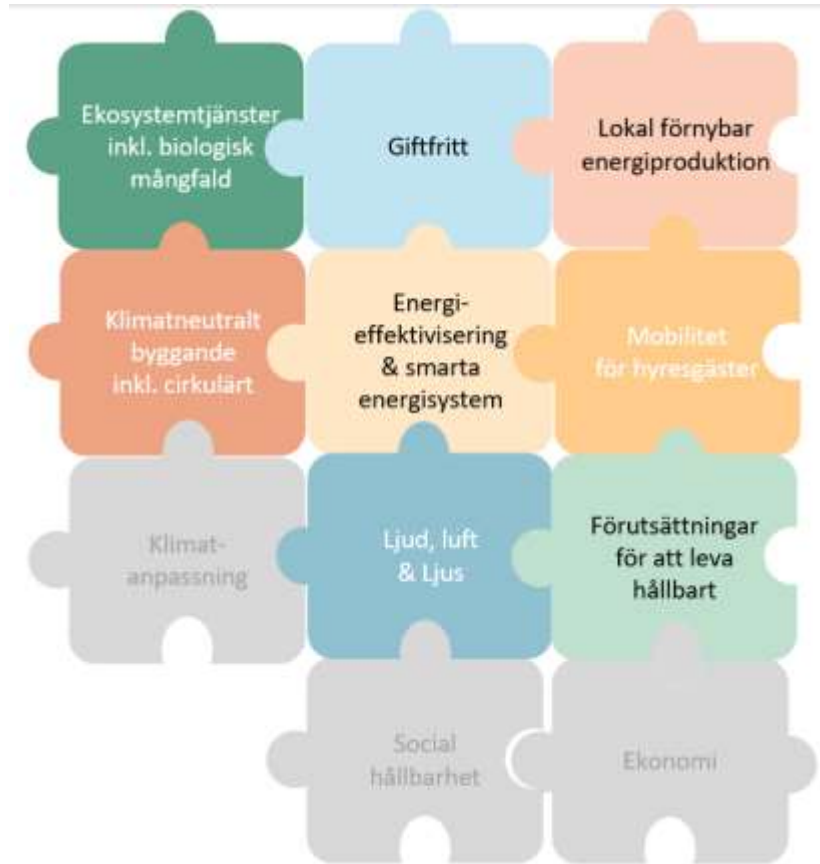 Ekosystemtjänster
inkl. biologisk
mångfald
Giftfritt
Lokal förnybar
energiproduktion
Klimatneutralt
byggande
inkl. cirkulärt
Energi-
effektivisering
& smarta
energisystem
Mobilitet
för hyresgäster
Klimat-
anpassning
Ljud, luft
& Ljus
Förutsättningar
för att leva
hållbart
Social
hållbarhet
Ekonomi